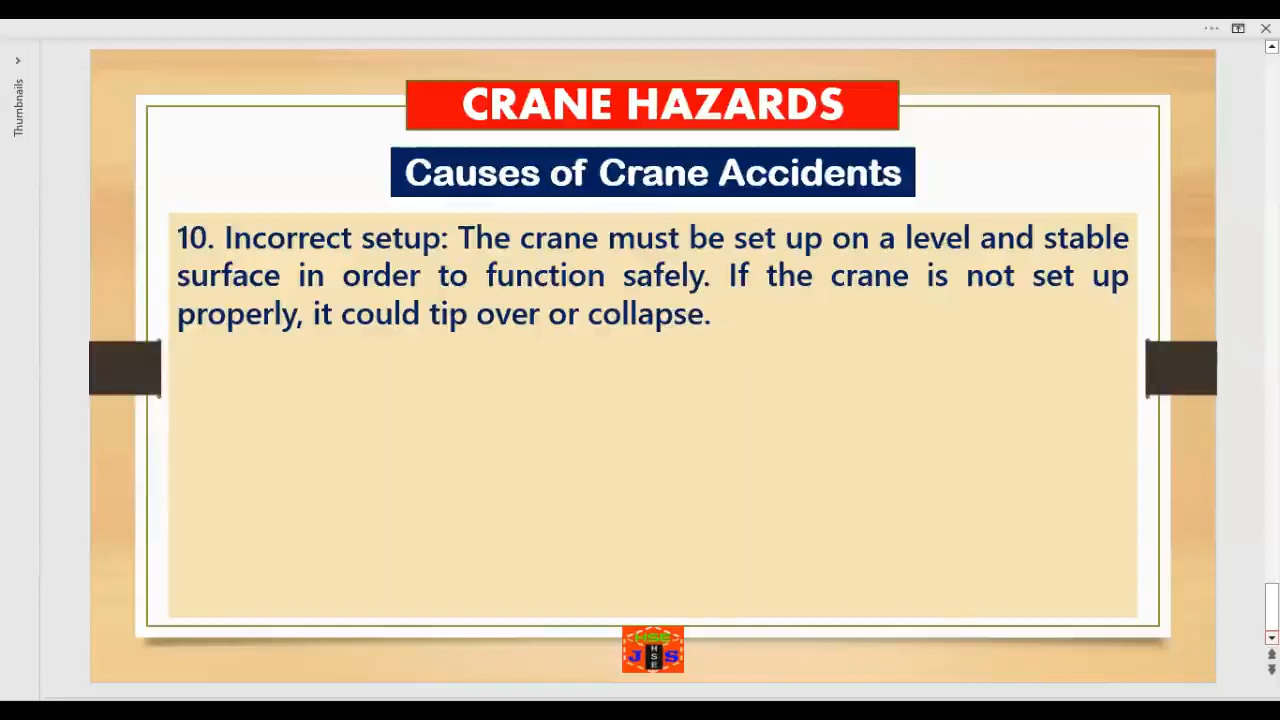 Thumbnails
CRANE HAZARDS
Causes of Crane Accidents
10. Incorrect setup: The crane must be set up on a level and stable
surface in order to function safely. If the crane is not set up
properly, it could tip over or collapse.
HSE
J S
HSE